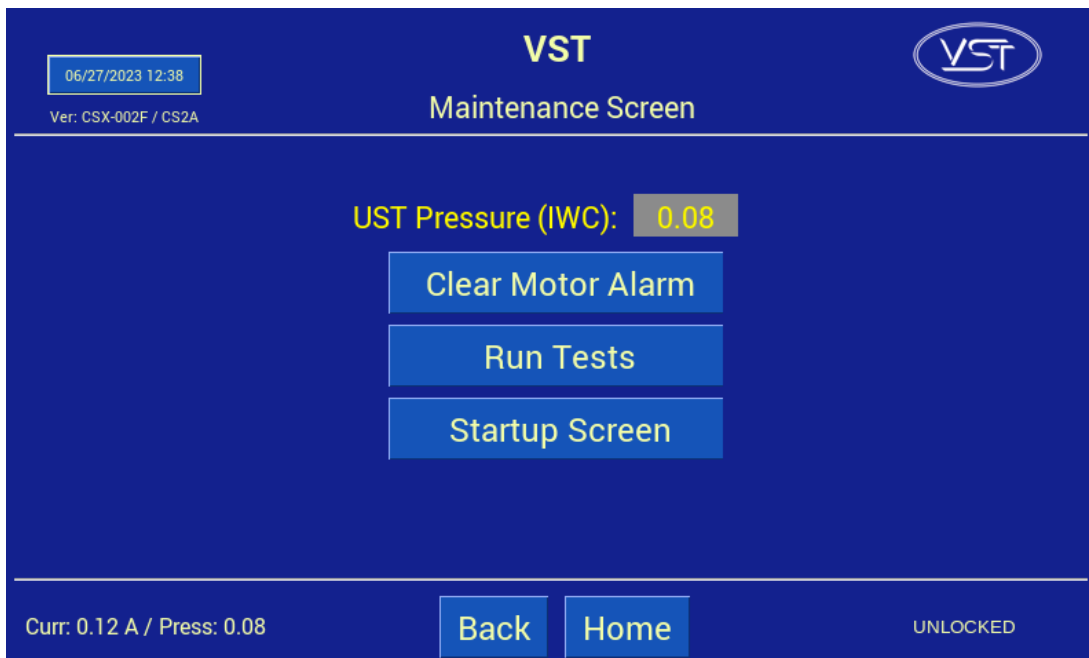 VST
VST
06/27/2023 12:38
Maintenance Screen
Ver: CSX-002F / CS2A
UST Pressure (IWC): 0.08
Clear Motor Alarm
Run Tests
Startup Screen
Curr: 0.12 A / Press: 0.08
Back
Home
UNLOCKED